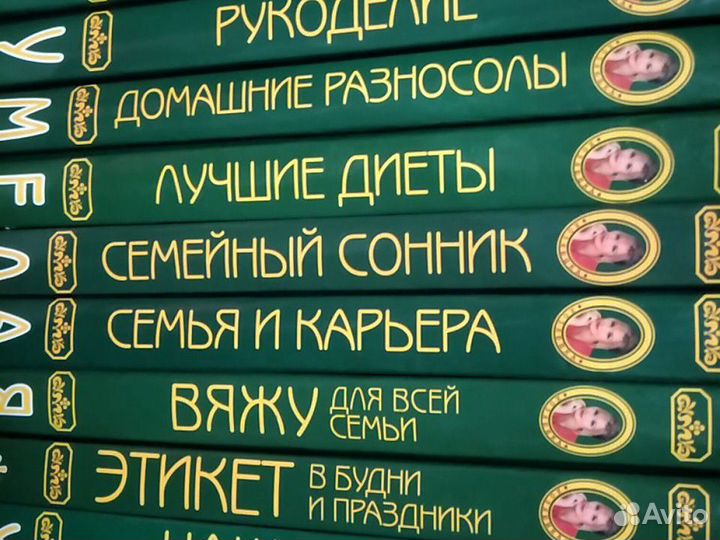 РУКОДЕЛИЕ
ДОМАШНИЕ РАЗНОСОЛЫ
ЛУЧШИЕ ДИЕТЫ
СЕМЕЙНЫЙ СОННИК
СЕМЬЯ И КАРЬЕРА
ВЯЖУ ДЛЯ ВСЕЙ
СЕМЬИ
ЭТИКЕТ В БУДНИ
И ПРАЗДНИКИ
У
М
Е
Л
А
Я
Avito